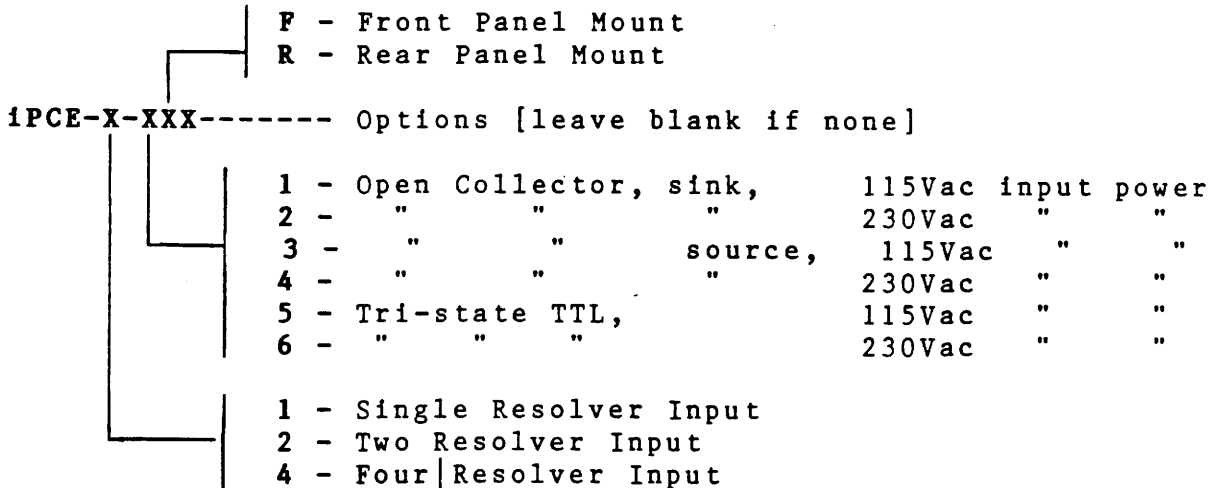 F - Front Panel Mount
R - Rear Panel Mount
iPCE-X-XXX------- Options [leave blank if none]
1 - Open Collector, sink, 115Vac input power
2 - " " " 230Vac " "
3 - " " source, 115Vac " "
4 - " " " 230Vac " "
5 - Tri-state TTL, 115Vac " "
6 - " " " 230Vac " "
1 - Single Resolver Input
2 - Two Resolver Input
4 - Four Resolver Input